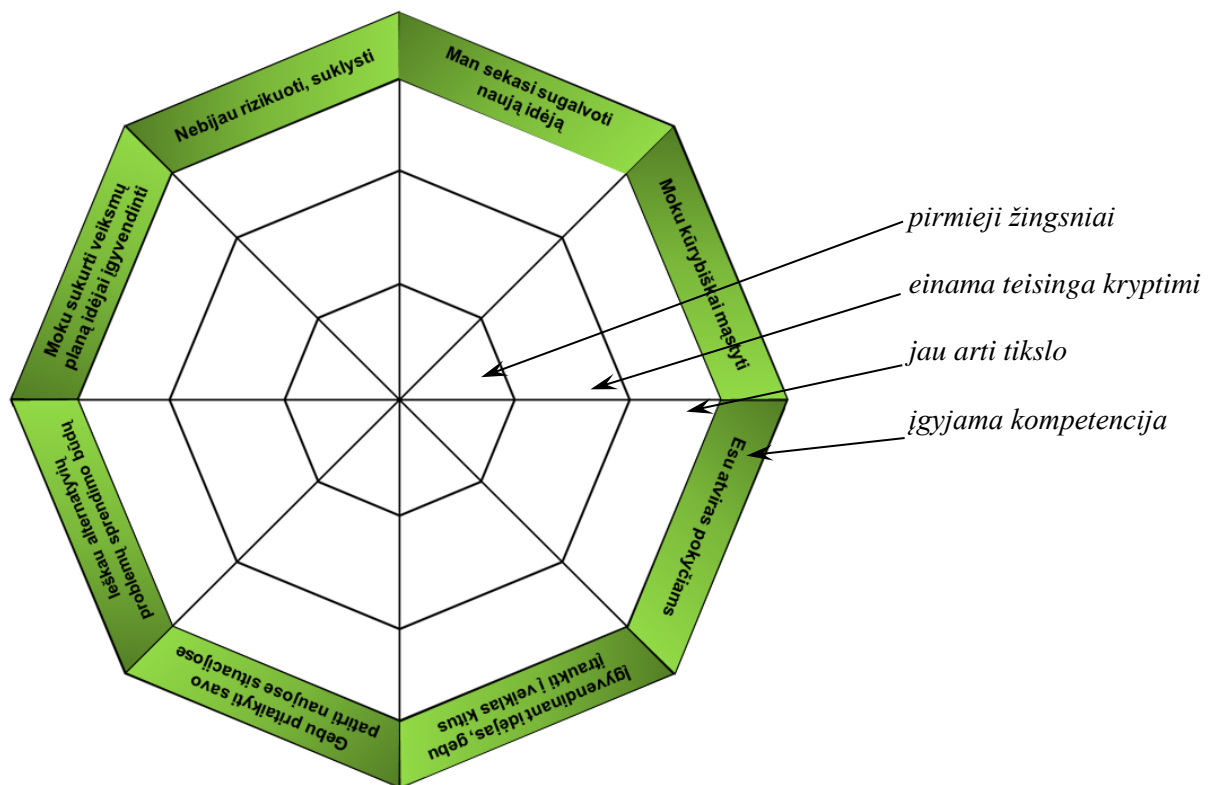 Nebijau rizikuoti, suklysti
Man sekasi sugalvoti
naują idėją
Moku kūrybiškai mąstyti
Esu atviras pokyčiams
Įgyvendinant idėjas, gebu
įtraukti į veiklas kitus
Gebu pritaikyti savo
patirti naujose situacijose
Ieškau alternatyvių
problemų sprendimo būdų
Moku sukurti veiksmų
planą idėjai įgyvendinti
pirmieji žingsniai
einama teisinga kryptimi
jau arti tikslo
įgyjama kompetencija